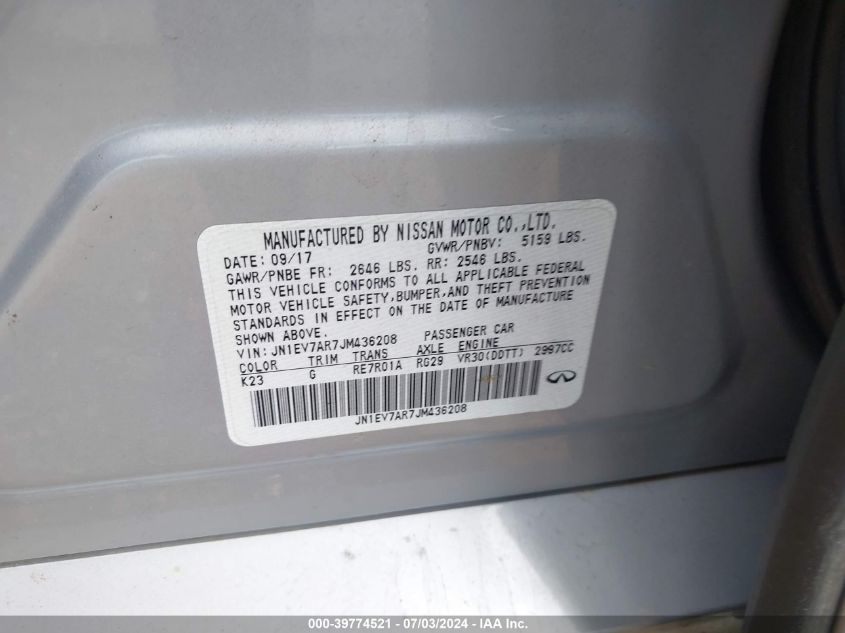 MANUFACTURED BY NISSAN MOTOR CO.,LTD.
DATE: 09/17 GVWR/PNBV: 5159 LBS.
GAWR/PNBE FR: 2646 LBS. RR: 2546 LBS.
THIS VEHICLE CONFORMS TO ALL APPLICABLE FEDERAL
MOTOR VEHICLE SAFETY,BUMPER,AND THEFT PREVENTION
STANDARDS IN EFFECT ON THE DATE OF MANUFACTURE
SHOWN ABOVE.
VIN: JN1EV7AR7JM436208 PASSENGER CAR
COLOR TRIM TRANS AXLE ENGINE
K23 G RE7R01A RG29 VR30(DDTT) 2997CC
JN1EV7AR7JM436208
000-39774521 - 07/03/2024 - IAA Inc.